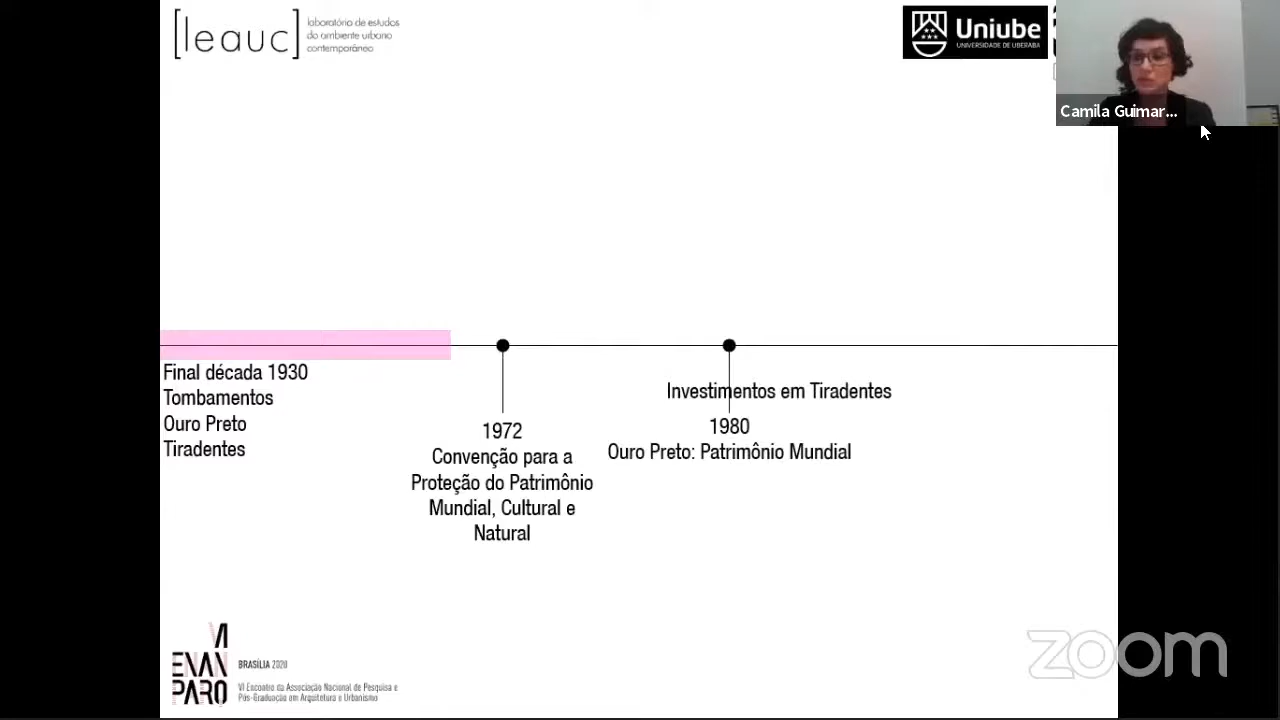 [leauc]
laboratório de estudos
do ambiente urbano
contemporâneo
Uniube
UNIVERSIDADE DE UBERABA
Camila Guimar...
Final década 1930
Tombamentos
Ouro Preto
Tiradentes
1972
Convenção para a
Proteção do Patrimônio
Mundial, Cultural e
Natural
Investimentos em Tiradentes
1980
Ouro Preto: Patrimônio Mundial
VI
ENAN
PARQ
BRASÍLIA 2020
VI Encontro da Associação Nacional de Pesquisa e
Pós-Graduação em Arquitetura e Urbanismo
zoom